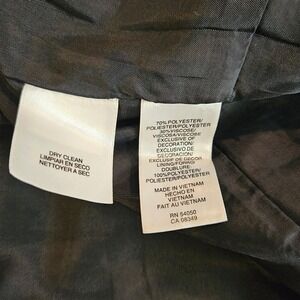 DRY CLEAN
LIMPIAR EN SECO
NETTOYER A SEC
70% POLYESTER/
POLIESTER/POLYESTER
30%VISCOSE/
VISCOSA/VISCOSE
EXCLUSIVE OF
DECORATION/
EXCLUSIVO DE
DECORACION/
EXCLUSIF DE DECOR
LINING/FORRO/
DOUBLURE:
100%POLYESTER/
POLIESTER/POLYESTER
MADE IN VIETNAM
HECHO EN
VIETNAM
FAIT AU VIETNAM
RN 54050
CA 08349